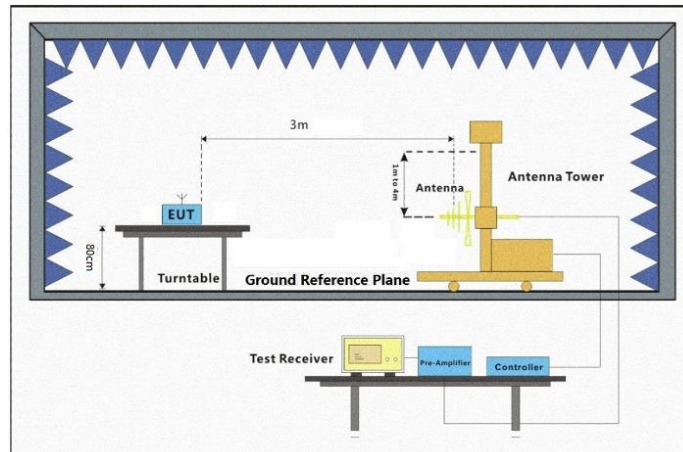 3m
1m to 4m
Antenna
Antenna Tower
EUT
80cm
Turntable
Ground Reference Plane
Test Receiver
Pre-Amplifier
Controller